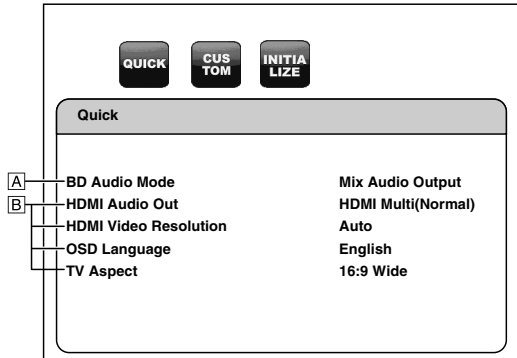 QUICK
CUS
TOM
INITIA
LIZE
Quick
A BD Audio Mode Mix Audio Output
B HDMI Audio Out HDMI Multi(Normal)
HDMI Video Resolution Auto
OSD Language English
TV Aspect 16:9 Wide